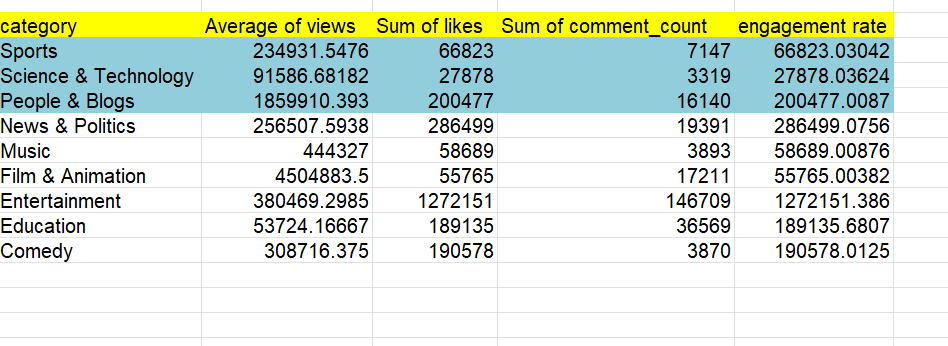 category Average of views Sum of likes Sum of comment_count engagement rate
Sports 234931.5476 66823 7147 66823.03042
Science & Technology 91586.68182 27878 3319 27878.03624
People & Blogs 1859910.393 200477 16140 200477.0087
News & Politics 256507.5938 286499 19391 286499.0756
Music 444327 58689 3893 58689.00876
Film & Animation 4504883.5 55765 17211 55765.00382
Entertainment 380469.2985 1272151 146709 1272151.386
Education 53724.16667 189135 36569 189135.6807
Comedy 308716.375 190578 3870 190578.0125